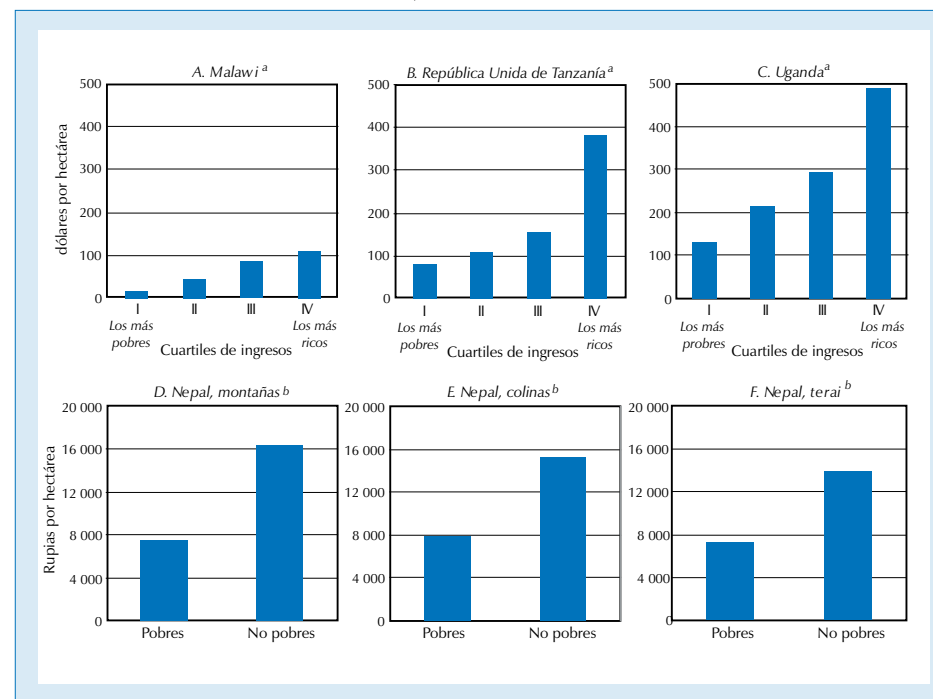 A. Malawi a
500
400
300
200
100
0
dólares por hectárea
I II III IV
Los más pobres
Los más ricos
Cuartiles de ingresos
B. República Unida de Tanzanía a
500
400
300
200
100
0
I II III IV
Los más pobres
Los más ricos
Cuartiles de ingresos
C. Uganda a
500
400
300
200
100
0
I II III IV
Los más probres
Los más ricos
Cuartiles de ingresos
D. Nepal, montañas b
20 000
16 000
12 000
8 000
4 000
0
Rupias por hectárea
Pobres No pobres
E. Nepal, colinas b
20 000
16 000
12 000
8 000
4 000
0
Pobres No pobres
F. Nepal, terai b
20 000
16 000
12 000
8 000
4 000
0
Pobres No pobres